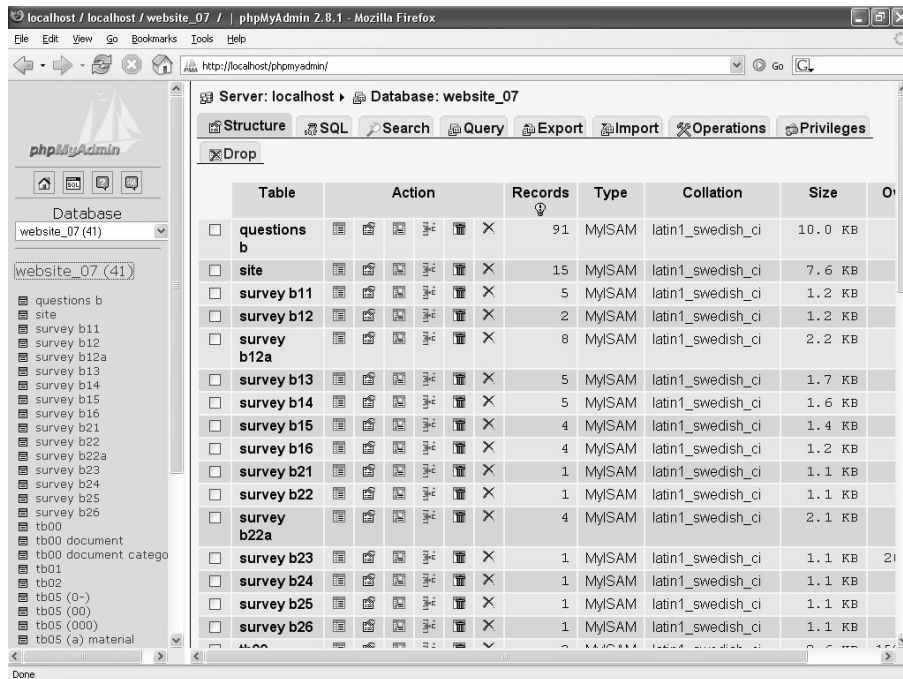 localhost / localhost / website_07 / | phpMyAdmin 2.8.1 - Mozilla Firefox
File Edit View Go Bookmarks Tools Help
PMA http://localhost/phpmyadmin/ Go G
phpMyAdmin
SQL
Database
website_07 (41)
website_07 (41)
questions b
site
survey b11
survey b12
survey b12a
survey b13
survey b14
survey b15
survey b16
survey b21
survey b22
survey b22a
survey b23
survey b24
survey b25
survey b26
tb00
tb00 document
tb00 document catego
tb01
tb02
tb05 (0-)
tb05 (00)
tb05 (000)
tb05 (a) material
Server: localhost Database: website_07
Structure SQL Search Query Export Import Operations Privileges
Drop
Table Action Records Type Collation Size
questions b 91 MyISAM latin1_swedish_ci 10.0 KB
site 15 MyISAM latin1_swedish_ci 7.6 KB
survey b11 5 MyISAM latin1_swedish_ci 1.2 KB
survey b12 2 MyISAM latin1_swedish_ci 1.2 KB
survey b12a 8 MyISAM latin1_swedish_ci 2.2 KB
survey b13 5 MyISAM latin1_swedish_ci 1.7 KB
survey b14 5 MyISAM latin1_swedish_ci 1.6 KB
survey b15 4 MyISAM latin1_swedish_ci 1.4 KB
survey b16 4 MyISAM latin1_swedish_ci 1.2 KB
survey b21 1 MyISAM latin1_swedish_ci 1.1 KB
survey b22 1 MyISAM latin1_swedish_ci 1.1 KB
survey b22a 4 MyISAM latin1_swedish_ci 2.1 KB
survey b23 1 MyISAM latin1_swedish_ci 1.1 KB
survey b24 1 MyISAM latin1_swedish_ci 1.1 KB
survey b25 1 MyISAM latin1_swedish_ci 1.1 KB
survey b26 1 MyISAM latin1_swedish_ci 1.1 KB
Done